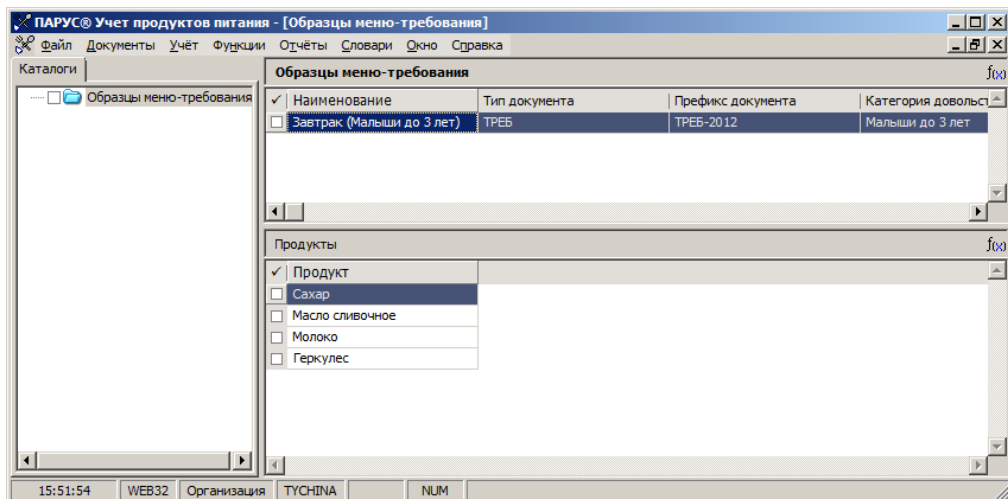 ПАРУС® Учет продуктов питания - [Образцы меню-требования]
Файл Документы Учёт Функции Отчёты Словари Окно Справка
Каталоги
Образцы меню-требования
Образцы меню-требования f(x)
Наименование Тип документа Префикс документа Категория довольст
Завтрак (Малыши до 3 лет) ТРЕБ ТРЕБ-2012 Малыши до 3 лет
Продукты f(x)
Продукт
Сахар
Масло сливочное
Молоко
Геркулес
15:51:54 WEB32 Организация TYCHINA NUM